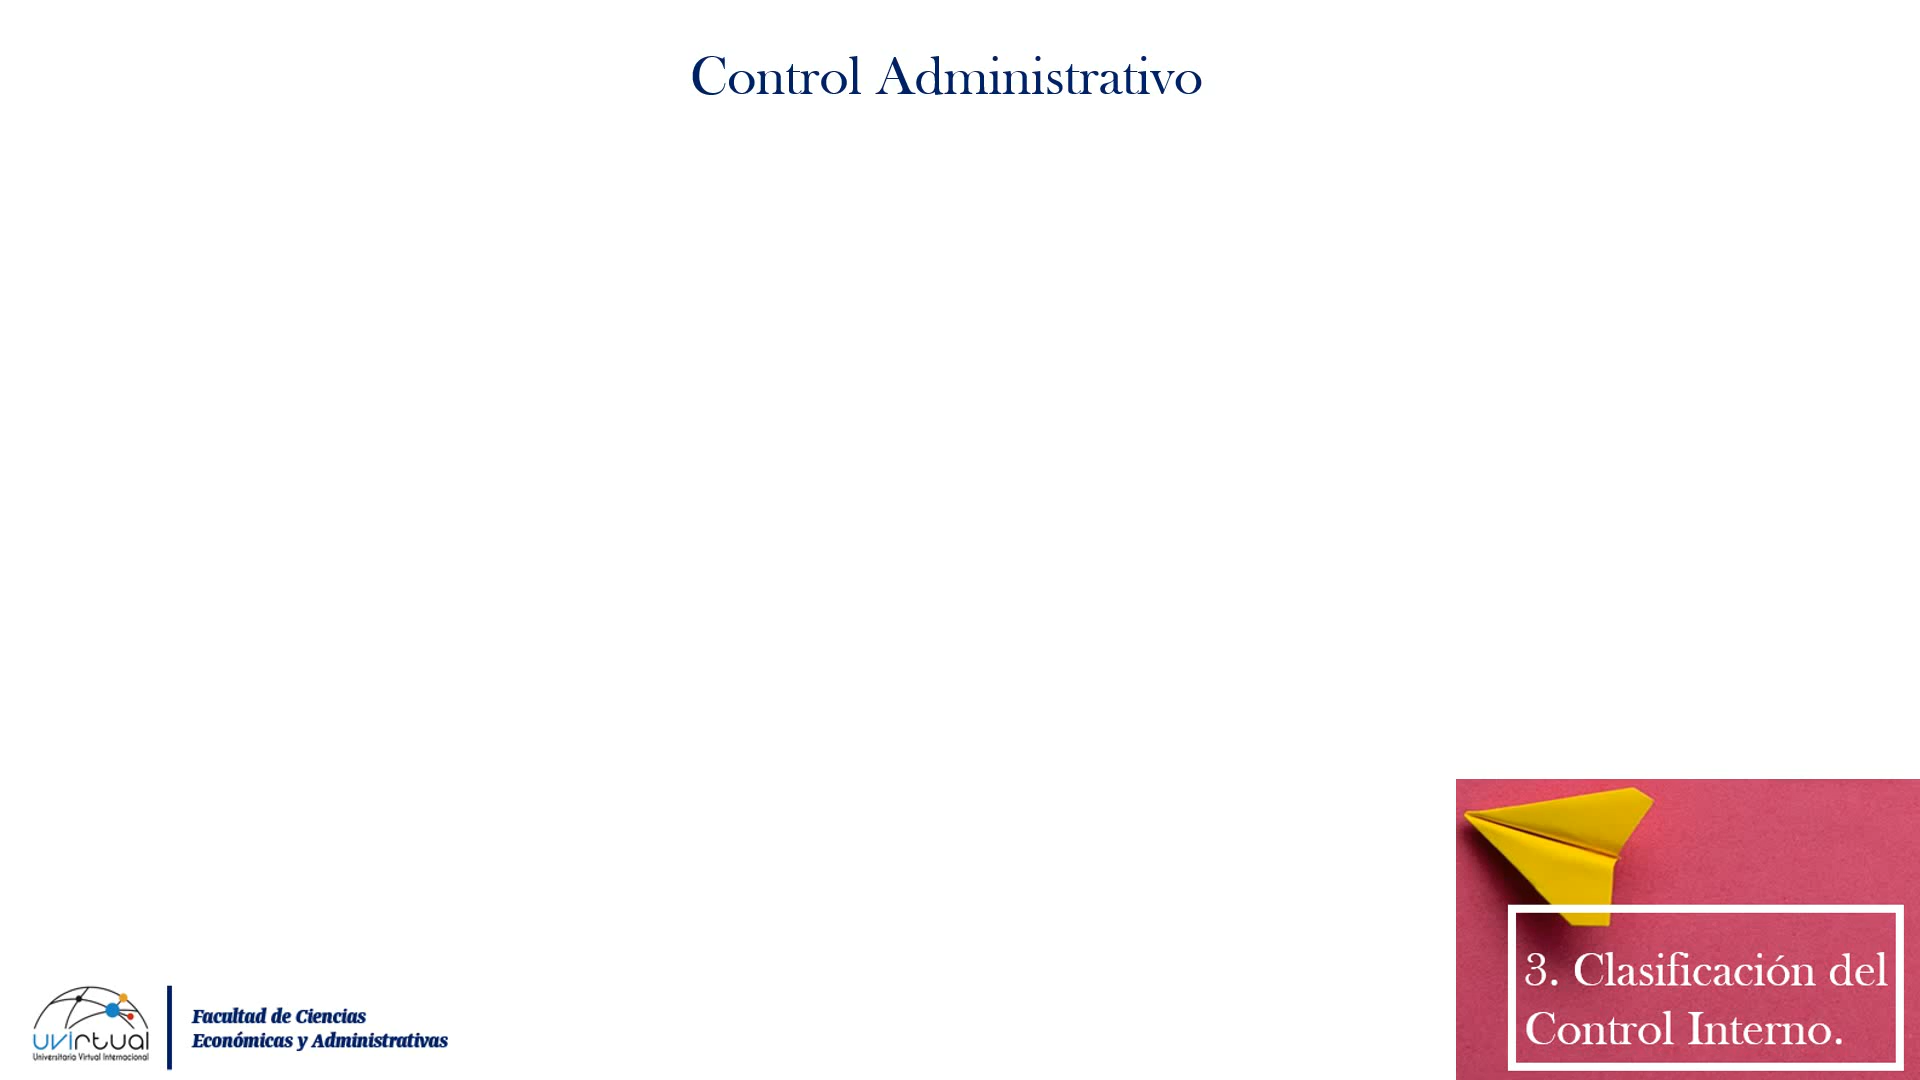 Control Administrativo
3. Clasificación del
Control Interno.
uvirtual
Universitaria Virtual Internacional
Facultad de Ciencias
Económicas y Administrativas